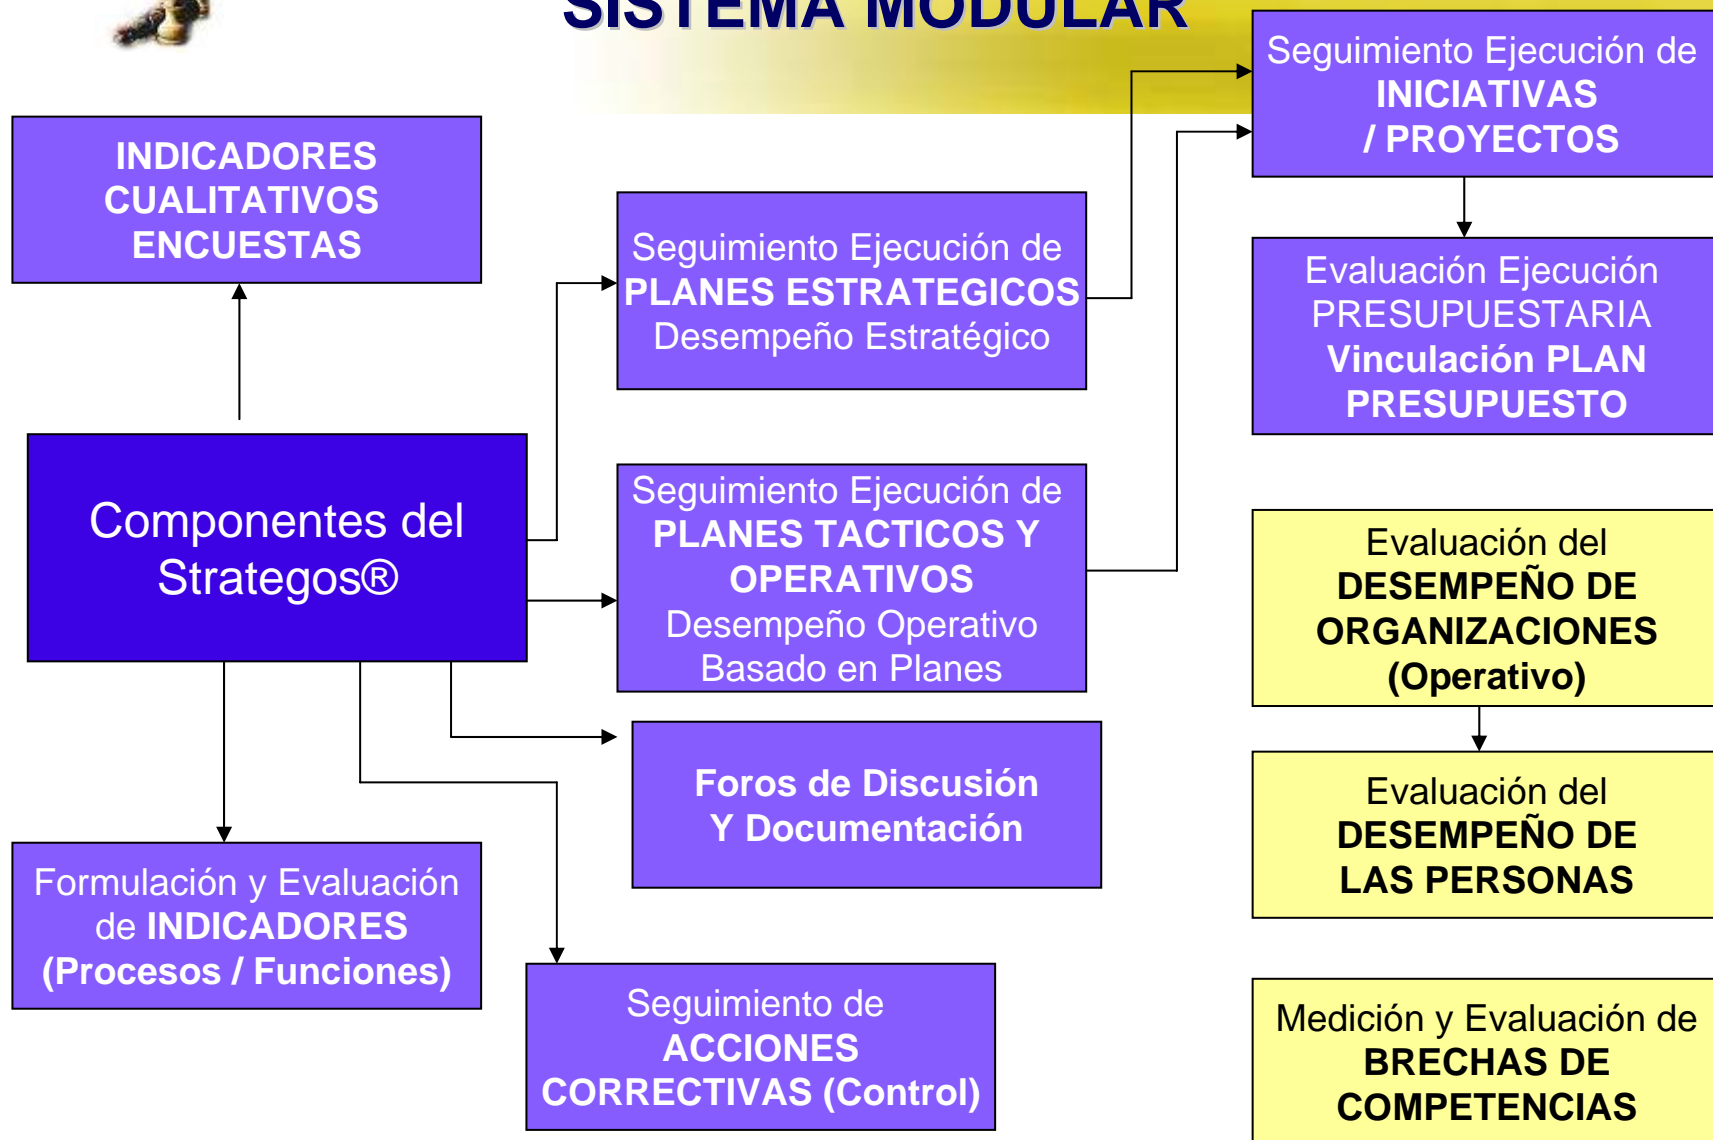 SISTEMA MODULAR
INDICADORES
CUALITATIVOS
ENCUESTAS
Componentes del
Strategos®
Formulación y Evaluación
de INDICADORES
(Procesos / Funciones)
Seguimiento Ejecución de
PLANES ESTRATEGICOS
Desempeño Estratégico
Seguimiento Ejecución de
PLANES TACTICOS Y
OPERATIVOS
Desempeño Operativo
Basado en Planes
Foros de Discusión
Y Documentación
Seguimiento de
ACCIONES
CORRECTIVAS (Control)
Seguimiento Ejecución de
INICIATIVAS
/ PROYECTOS
Evaluación Ejecución
PRESUPUESTARIA
Vinculación PLAN
PRESUPUESTO
Evaluación del
DESEMPEÑO DE
ORGANIZACIONES
(Operativo)
Evaluación del
DESEMPEÑO DE
LAS PERSONAS
Medición y Evaluación de
BRECHAS DE
COMPETENCIAS